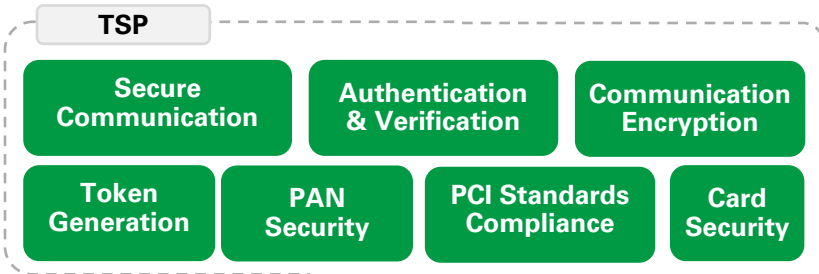 TSP
Secure
Communication
Authentication
& Verification
Communication
Encryption
Token
Generation
PAN
Security
PCI Standards
Compliance
Card
Security